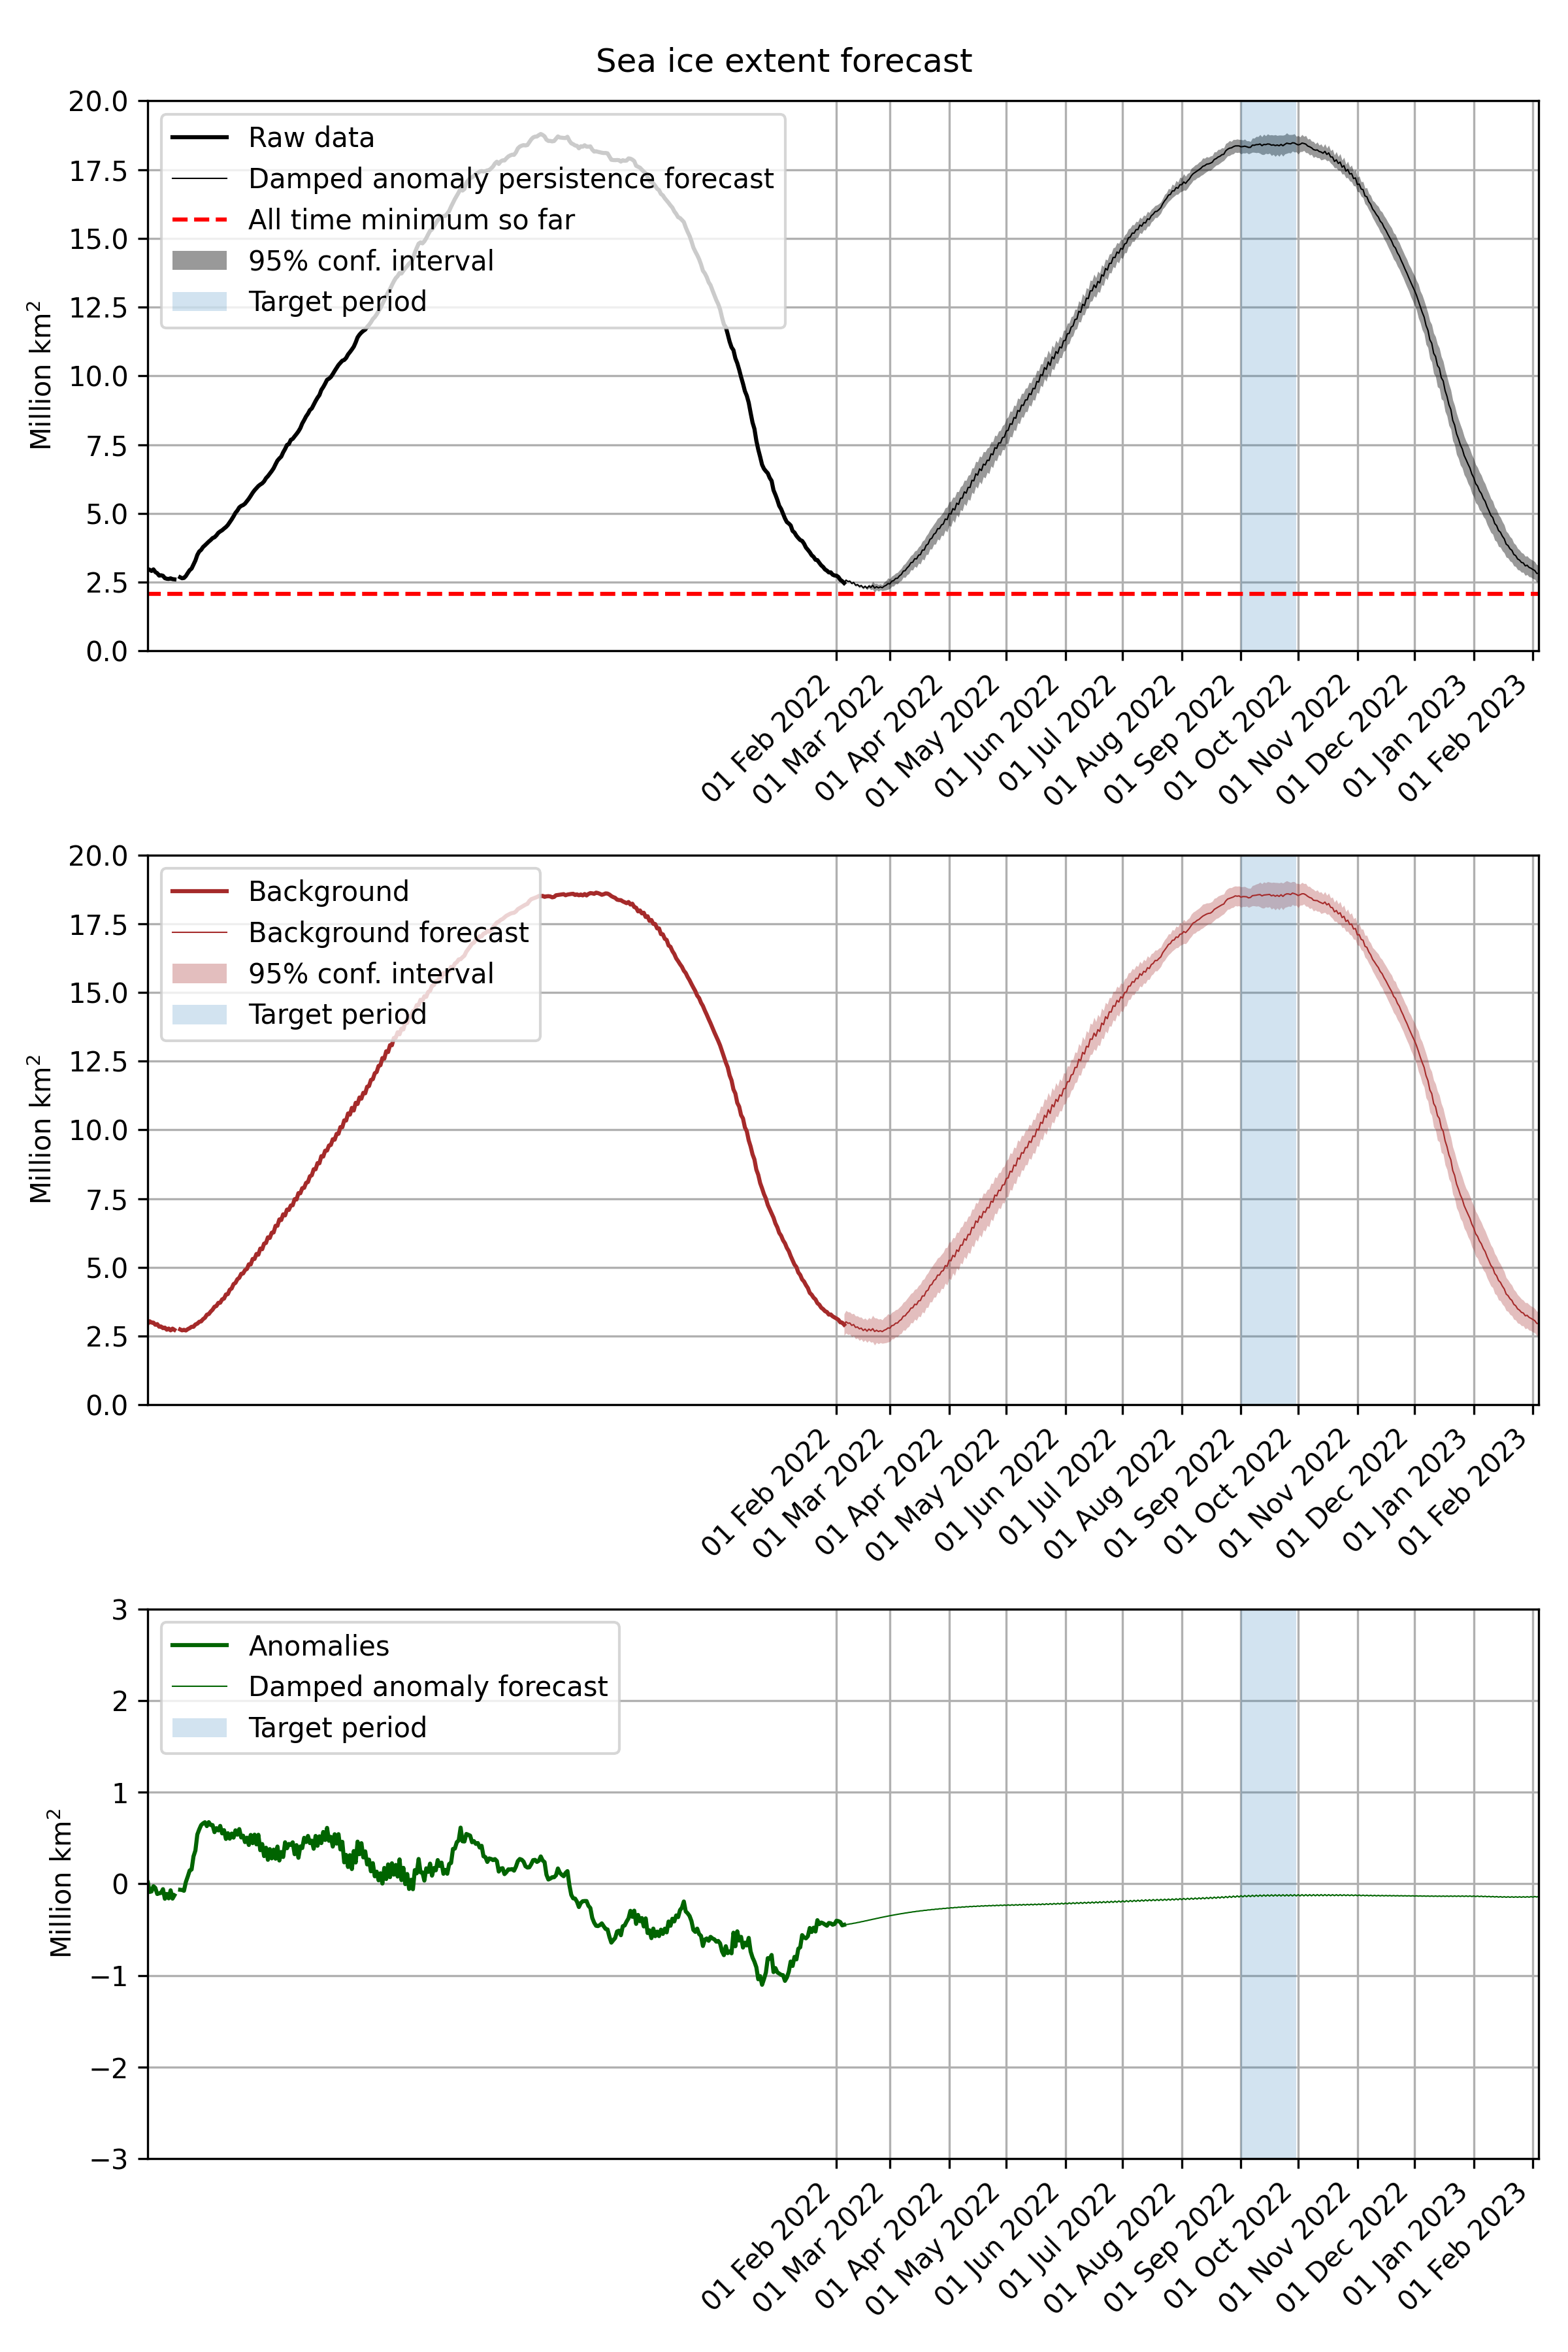 Sea ice extent forecast
20.0
17.5
15.0
12.5
10.0
7.5
5.0
2.5
0.0
Million km²
Raw data
Damped anomaly persistence forecast
All time minimum so far
95% conf. interval
Target period
01 Feb 2022
01 Mar 2022
01 Apr 2022
01 May 2022
01 Jun 2022
01 Jul 2022
01 Aug 2022
01 Sep 2022
01 Oct 2022
01 Nov 2022
01 Dec 2022
01 Jan 2023
01 Feb 2023
20.0
17.5
15.0
12.5
10.0
7.5
5.0
2.5
0.0
Million km²
Background
Background forecast
95% conf. interval
Target period
01 Feb 2022
01 Mar 2022
01 Apr 2022
01 May 2022
01 Jun 2022
01 Jul 2022
01 Aug 2022
01 Sep 2022
01 Oct 2022
01 Nov 2022
01 Dec 2022
01 Jan 2023
01 Feb 2023
3
2
1
0
−1
−2
−3
Million km²
Anomalies
Damped anomaly forecast
Target period
01 Feb 2022
01 Mar 2022
01 Apr 2022
01 May 2022
01 Jun 2022
01 Jul 2022
01 Aug 2022
01 Sep 2022
01 Oct 2022
01 Nov 2022
01 Dec 2022
01 Jan 2023
01 Feb 2023